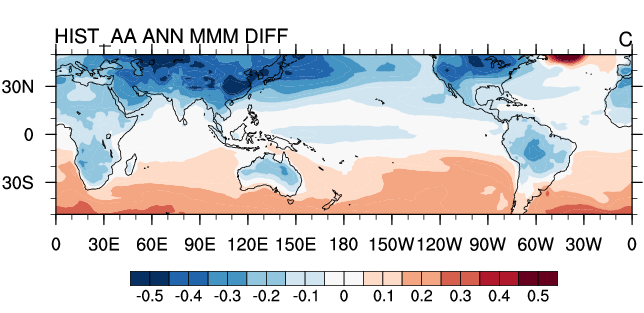 HIST_AA ANN MMM DIFF C
30N
0
30S
0 30E 60E 90E 120E 150E 180 150W 120W 90W 60W 30W 0
-0.5 -0.4 -0.3 -0.2 -0.1 0 0.1 0.2 0.3 0.4 0.5